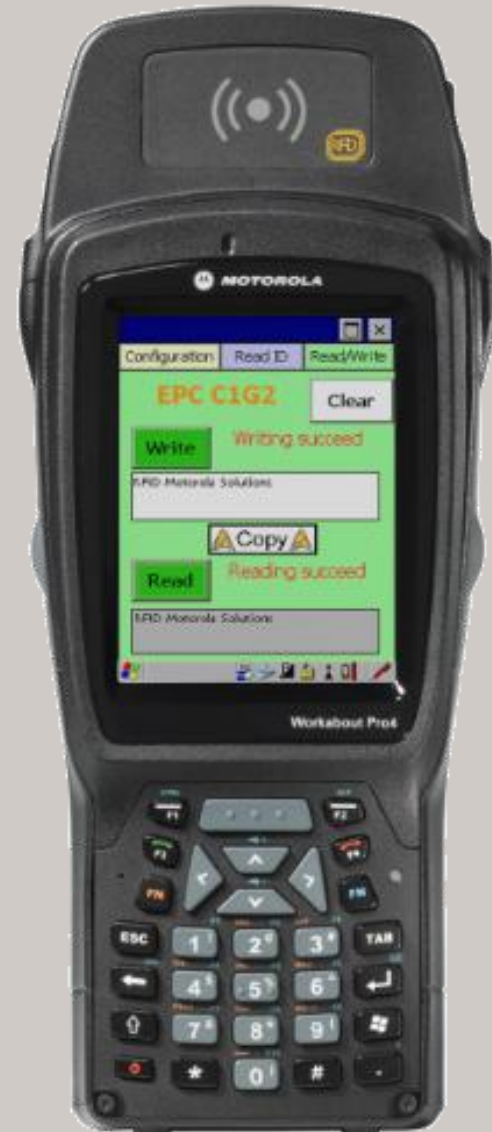 MOTOROLA
Configuration Read ID Read/Write
EPC C1G2 Clear
Write Writing succeed
RFID Motorola Solutions
Copy
Read Reading succeed
RFID Motorola Solutions
Workabout Pro4
F1 F2
F3 F4
FN FN
ESC 1 2 3 TAB
4 5 6
7 8 9
* 0 # .